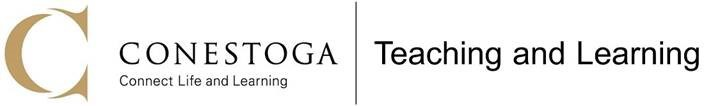 CONESTOGA
Connect Life and Learning
Teaching and Learning